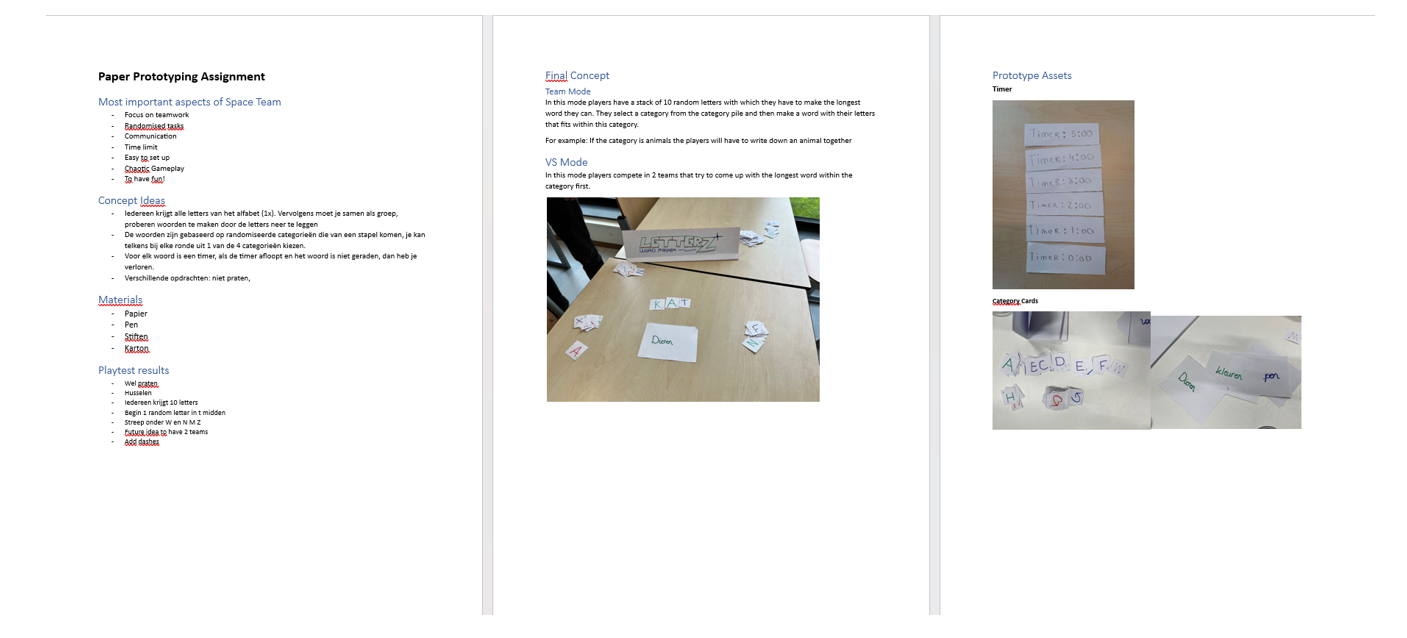 Paper Prototyping Assignment
Most important aspects of Space Team
- Focus on teamwork
- Randomised tasks
- Communication
- Time limit
- Easy to set up
- Chaotic Gameplay
- To have fun!
Concept Ideas
- Iedereen krijgt alle letters van het alfabet (1x). Vervolgens moet je samen als groep,
proberen woorden te maken door de letters neer te leggen
- De woorden zijn gebaseerd op randomiseerde categorieën die van een stapel komen, je kan
telkens bij elke ronde uit 1 van de 4 categorieën kiezen.
- Voor elk woord is een timer, als de timer afloopt en het woord is niet geraden, dan heb je
verloren.
- Verschillende opdrachten: niet praten,
Materials
- Papier
- Pen
- Stiften
- Karton
Playtest results
- Wel praten
- Husselen
- Iedereen krijgt 10 letters
- Begin 1 random letter in t midden
- Streep onder W en N M Z
- Future idea to have 2 teams
- Add dashes
Final Concept
Team Mode
In this mode players have a stack of 10 random letters with which they have to make the longest
word they can. They select a category from the category pile and then make a word with their letters
that fits within this category.
For example: If the category is animals the players will have to write down an animal together
VS Mode
In this mode players compete in 2 teams that try to come up with the longest word within the
category first.
LETTERZ
K A T
Dieren
A
N
Prototype Assets
Timer
Timer: 5:00
Timer: 4:00
Timer: 3:00
Timer: 2:00
Timer: 1:00
Timer: 0:00
Category Cards
A E C D E F
H G
Dieren kleuren pen